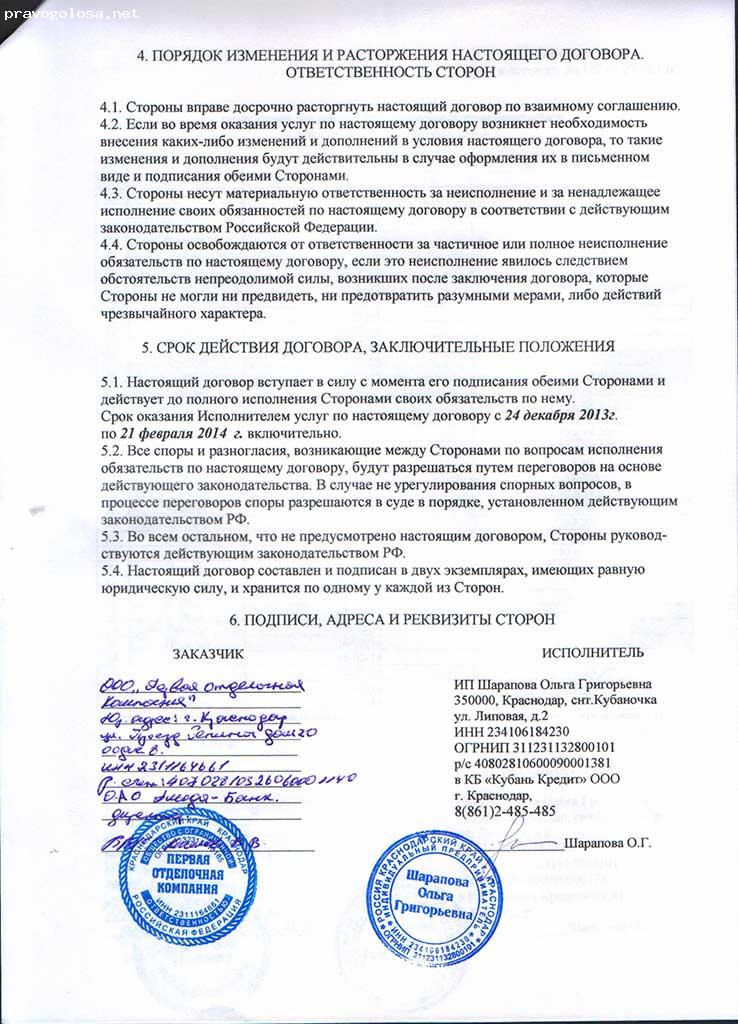 pravogolosa.net
4. ПОРЯДОК ИЗМЕНЕНИЯ И РАСТОРЖЕНИЯ НАСТОЯЩЕГО ДОГОВОРА.
ОТВЕТСТВЕННОСТЬ СТОРОН
4.1. Стороны вправе досрочно расторгнуть настоящий договор по взаимному соглашению.
4.2. Если во время оказания услуг по настоящему договору возникнет необходимость
внесения каких-либо изменений и дополнений в условия настоящего договора, то такие
изменения и дополнения будут действительны в случае оформления их в письменном
виде и подписания обеими Сторонами.
4.3. Стороны несут материальную ответственность за неисполнение и за ненадлежащее
исполнение своих обязанностей по настоящему договору в соответствии с действующим
законодательством Российской Федерации.
4.4. Стороны освобождаются от ответственности за частичное или полное неисполнение
обязательств по настоящему договору, если это неисполнение явилось следствием
обстоятельств непреодолимой силы, возникших после заключения договора, которые
Стороны не могли ни предвидеть, ни предотвратить разумными мерами, либо действий
чрезвычайного характера.
5. СРОК ДЕЙСТВИЯ ДОГОВОРА, ЗАКЛЮЧИТЕЛЬНЫЕ ПОЛОЖЕНИЯ
5.1. Настоящий договор вступает в силу с момента его подписания обеими Сторонами и
действует до полного исполнения Сторонами своих обязательств по нему.
Срок оказания Исполнителем услуг по настоящему договору с 24 декабря 2013г.
по 21 февраля 2014 г. включительно.
5.2. Все споры и разногласия, возникающие между Сторонами по вопросам исполнения
обязательств по настоящему договору, будут разрешаться путем переговоров на основе
действующего законодательства. В случае не урегулирования спорных вопросов, в
процессе переговоров споры разрешаются в суде в порядке, установленном действующим
законодательством РФ.
5.3. Во всем остальном, что не предусмотрено настоящим договором, Стороны руковод-
ствуются действующим законодательством РФ.
5.4. Настоящий договор составлен и подписан в двух экземплярах, имеющих равную
юридическую силу, и хранится по одному у каждой из Сторон.
6. ПОДПИСИ, АДРЕСА И РЕКВИЗИТЫ СТОРОН
ЗАКАЗЧИК
ООО отделочная
компания"
Юр. адрес: г. Краснодар
ул. Проезд Репина дом 20
офис
ИНН 2311164661
р. счет:
ОАО Банк.
директор
КРАСНОДАРСКИЙ КРАЙ КРАСНОДАР
ПЕРВАЯ
ОТДЕЛОЧНАЯ
КОМПАНИЯ
ИНН 2311164661
ОТВЕТСТВЕННОСТЬЮ
РОССИЙСКАЯ ФЕДЕРАЦИЯ
ИСПОЛНИТЕЛЬ
ИП Шарапова Ольга Григорьевна
350000, Краснодар, снт.Кубаночка
ул. Липовая, д.2
ИНН 234106184230
ОГРНИП 311231132800101
р/с 40802810600090001381
в КБ «Кубань Кредит» ООО
г. Краснодар,
8(861)2-485-485
Шарапова О.Г.
РОССИЯ КРАСНОДАРСКИЙ КРАЙ г. КРАСНОДАР
ИНДИВИДУАЛЬНЫЙ ПРЕДПРИНИМАТЕЛЬ
Шарапова
Ольга
Григорьевна
ИНН 234106184230
ОГРНИП 311231132800101